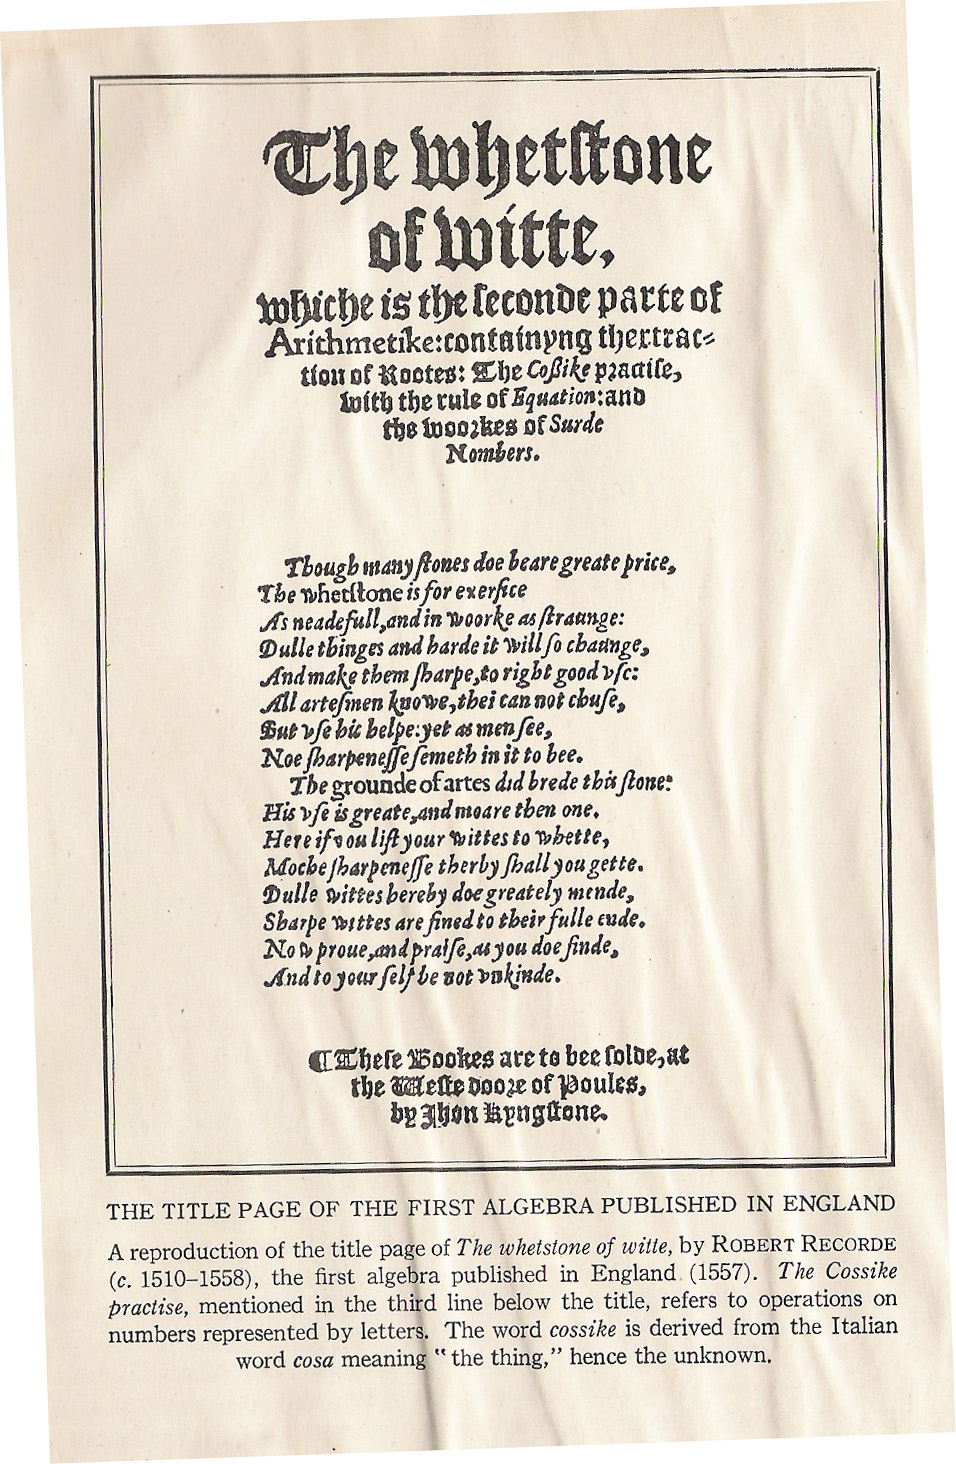 The whetstone
of witte,
whiche is the seconde parte of
Arithmetike: containyng thextrac-
tion of Rootes: The Coßike practise,
with the rule of Equation: and
the woorkes of Surde
Nombers.
Though many stones doe beare greate price,
The whetstone is for exersice
As neadefull, and in woorke as straunge:
Dulle thinges and harde it will so chaunge,
And make them sharpe, to right good vse:
All artesmen knowe, thei can not chuse,
But vse his helpe: yet as men see,
Noe sharpenesse semeth in it to bee.
The grounde of artes did brede this stone:
His vse is greate, and moare then one.
Here if you list your wittes to whette,
Moche sharpenesse therby shall you gette.
Dulle wittes hereby doe greately mende,
Sharpe wittes are fined to their fulle ende.
Now proue, and praise, as you doe finde,
And to your self be not vnkinde.
¶ These Bookes are to bee solde, at
the Weste doore of Poules,
by Jhon Kyngstone.
THE TITLE PAGE OF THE FIRST ALGEBRA PUBLISHED IN ENGLAND
A reproduction of the title page of The whetstone of witte, by ROBERT RECORDE
(c. 1510–1558), the first algebra published in England (1557). The Cossike
practise, mentioned in the third line below the title, refers to operations on
numbers represented by letters. The word cossike is derived from the Italian
word cosa meaning "the thing," hence the unknown.